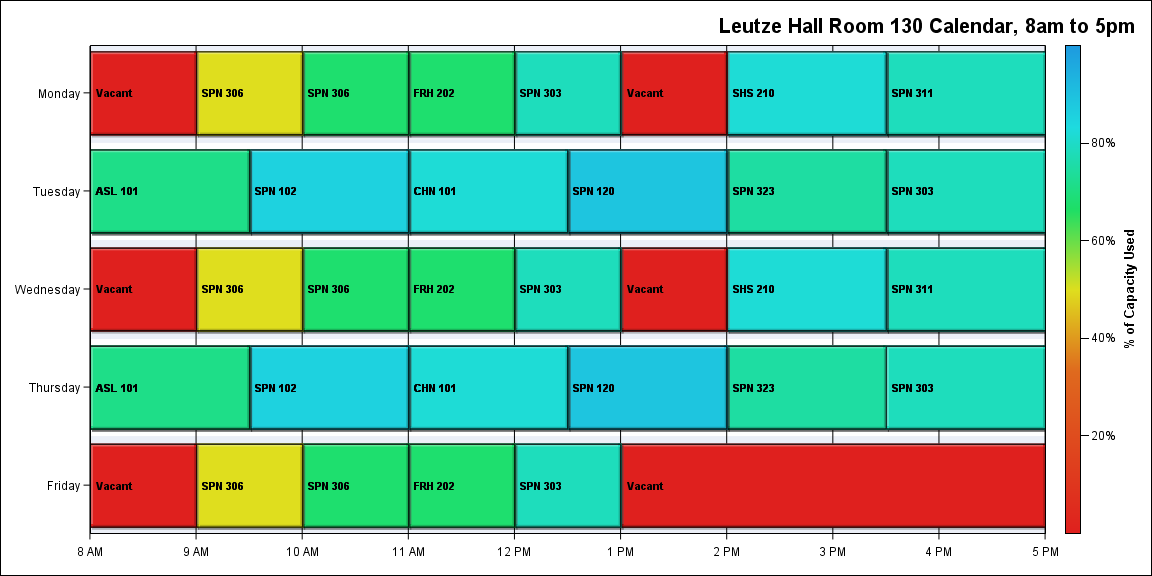 Leutze Hall Room 130 Calendar, 8am to 5pm
Monday
Vacant
SPN 306
SPN 306
FRH 202
SPN 303
Vacant
SHS 210
SPN 311
Tuesday
ASL 101
SPN 102
CHN 101
SPN 120
SPN 323
SPN 303
Wednesday
Vacant
SPN 306
SPN 306
FRH 202
SPN 303
Vacant
SHS 210
SPN 311
Thursday
ASL 101
SPN 102
CHN 101
SPN 120
SPN 323
SPN 303
Friday
Vacant
SPN 306
SPN 306
FRH 202
SPN 303
Vacant
8 AM
9 AM
10 AM
11 AM
12 PM
1 PM
2 PM
3 PM
4 PM
5 PM
80%
60%
40%
20%
% of Capacity Used